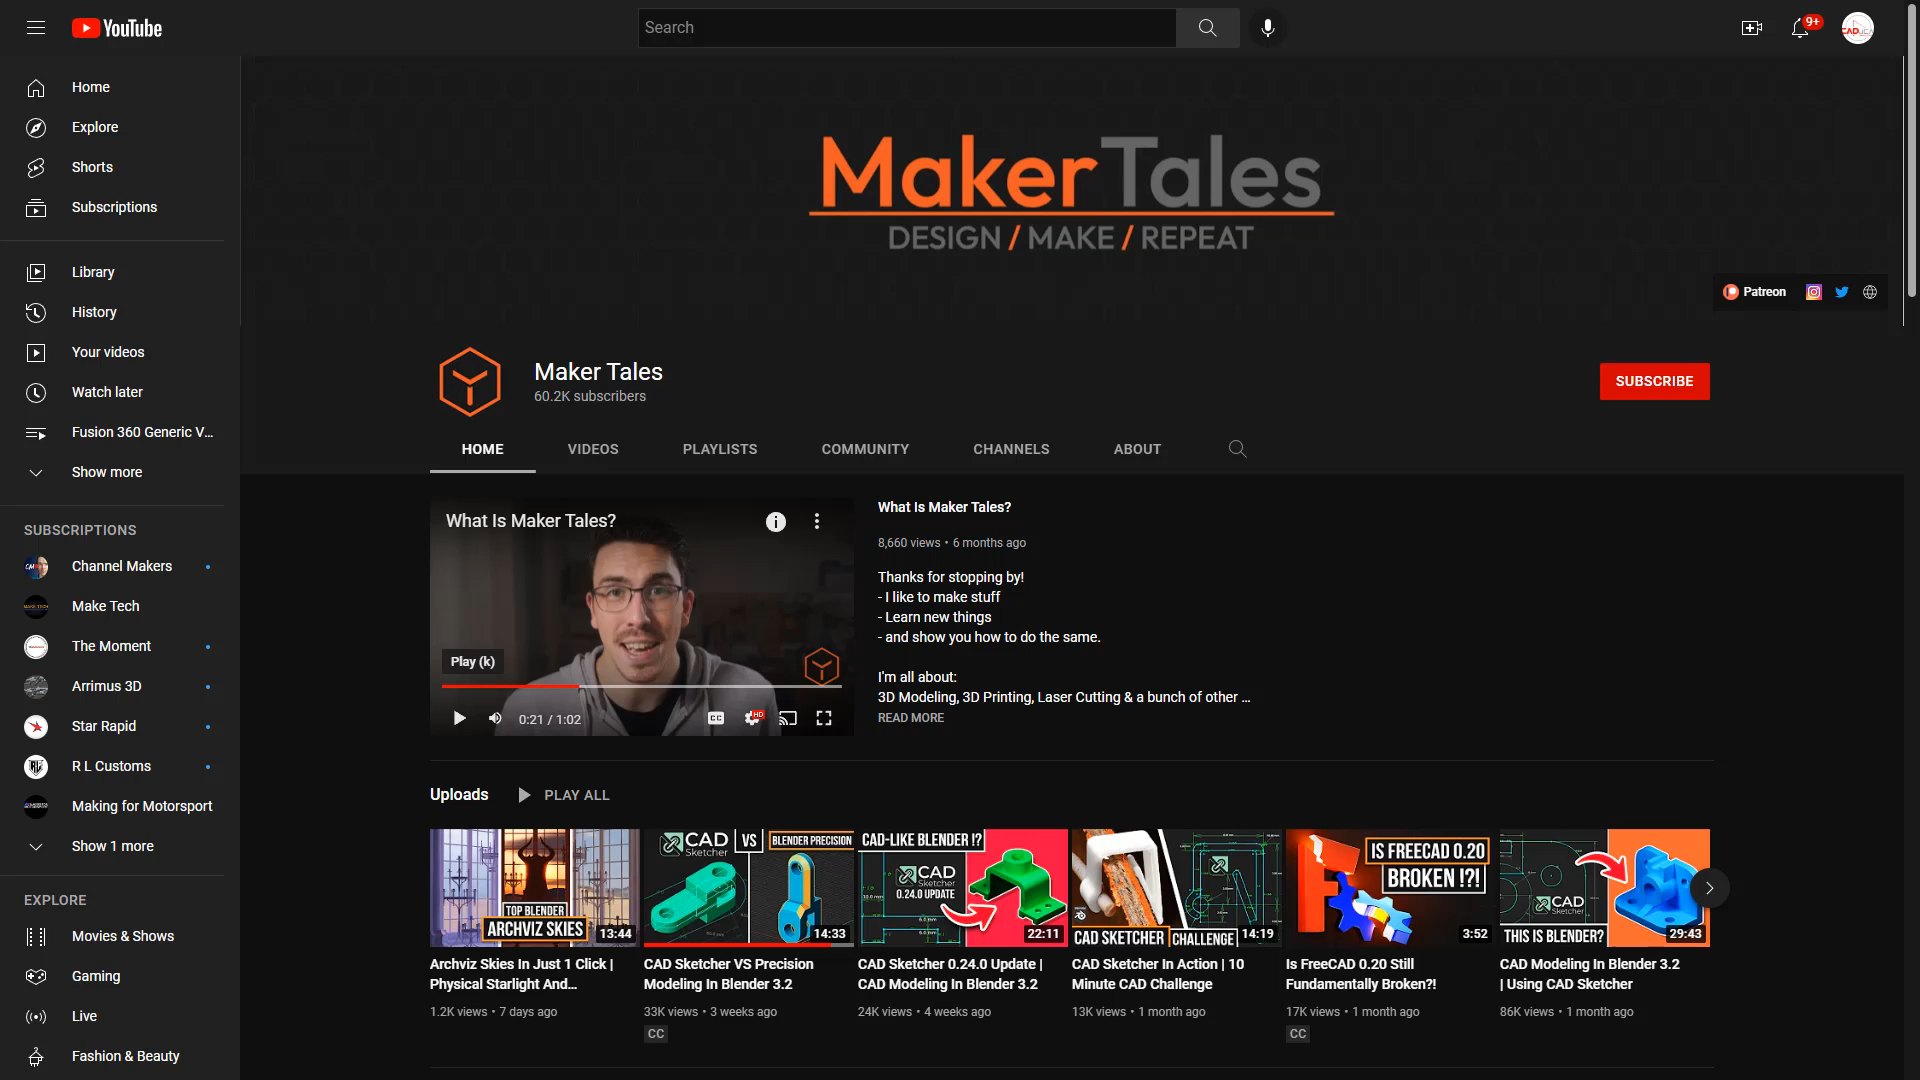 YouTube
Search
9+
CAD
Home
Explore
Shorts
Subscriptions
Library
History
Your videos
Watch later
Fusion 360 Generic V...
Show more
SUBSCRIPTIONS
Channel Makers
Make Tech
The Moment
Arrimus 3D
Star Rapid
R L Customs
Making for Motorsport
Show 1 more
EXPLORE
Movies & Shows
Gaming
Live
Fashion & Beauty
MakerTales
DESIGN / MAKE / REPEAT
Patreon
Maker Tales
60.2K subscribers
SUBSCRIBE
HOME
VIDEOS
PLAYLISTS
COMMUNITY
CHANNELS
ABOUT
What Is Maker Tales?
Play (k)
0:21 / 1:02
CC
HD
What Is Maker Tales?
8,660 views • 6 months ago
Thanks for stopping by!
- I like to make stuff
- Learn new things
- and show you how to do the same.
I'm all about:
3D Modeling, 3D Printing, Laser Cutting & a bunch of other ...
READ MORE
Uploads
PLAY ALL
TOP BLENDER
ARCHVIZ SKIES
13:44
Archviz Skies In Just 1 Click |
Physical Starlight And...
1.2K views • 7 days ago
CAD
Sketcher
VS
BLENDER PRECISION
14:33
CAD Sketcher VS Precision
Modeling In Blender 3.2
33K views • 3 weeks ago
CC
CAD-LIKE BLENDER !?
CAD
Sketcher
0.24.0 UPDATE
22:11
CAD Sketcher 0.24.0 Update |
CAD Modeling In Blender 3.2
24K views • 4 weeks ago
CAD SKETCHER
CHALLENGE
14:19
CAD Sketcher In Action | 10
Minute CAD Challenge
13K views • 1 month ago
IS FREECAD 0.20
BROKEN !?!
3:52
Is FreeCAD 0.20 Still
Fundamentally Broken?!
17K views • 1 month ago
CC
CAD
Sketcher
THIS IS BLENDER?
29:43
CAD Modeling In Blender 3.2
| Using CAD Sketcher
86K views • 1 month ago